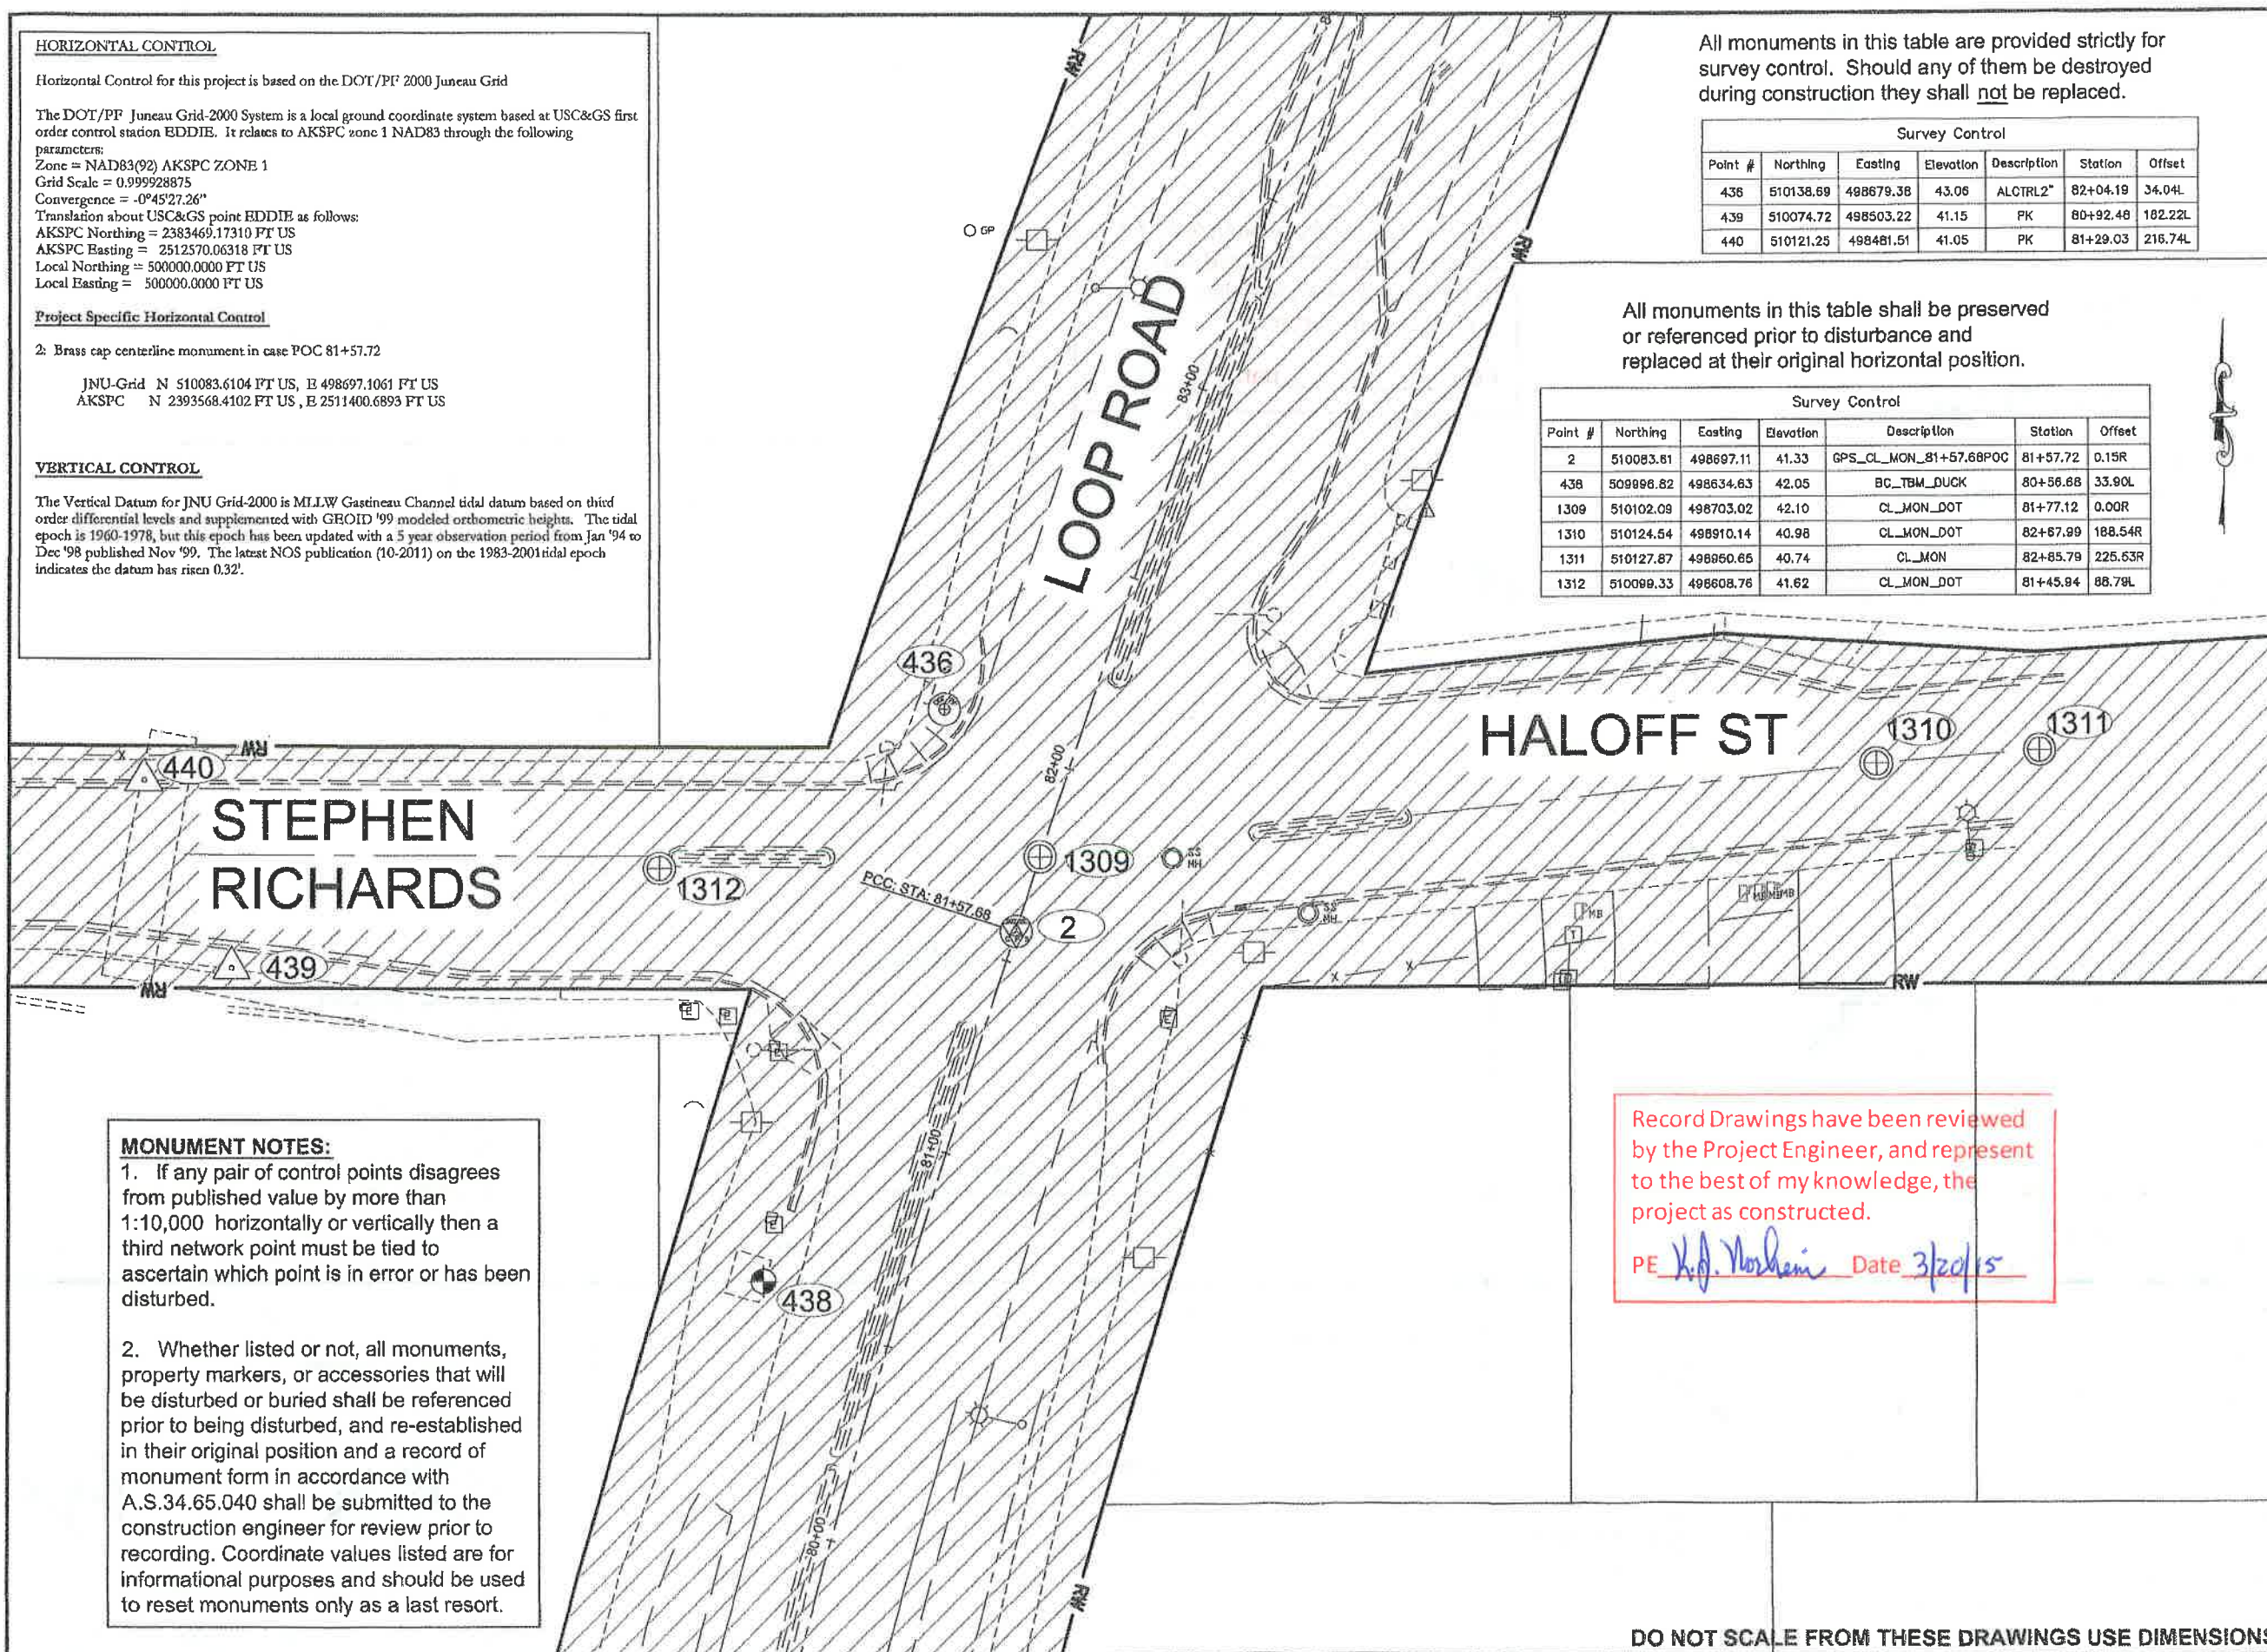 HORIZONTAL CONTROL
Horizontal Control for this project is based on the DOT/PF 2000 Juneau Grid
The DOT/PF Juneau Grid-2000 System is a local ground coordinate system based at USC&GS first
order control station EDDIE. It relates to AKSPC zone 1 NAD83 through the following
parameters:
Zone = NAD83(92) AKSPC ZONE 1
Grid Scale = 0.999928875
Convergence = -0°45'27.26"
Translation about USC&GS point EDDIE as follows:
AKSPC Northing = 2383469.17310 FT US
AKSPC Easting = 2512570.06318 FT US
Local Northing = 500000.0000 FT US
Local Easting = 500000.0000 FT US
Project Specific Horizontal Control
2: Brass cap centerline monument in case POC 81+57.72
JNU-Grid N 510083.6104 FT US, E 498697.1061 FT US
AKSPC N 2393568.4102 FT US , E 2511400.6893 FT US
VERTICAL CONTROL
The Vertical Datum for JNU Grid-2000 is MLLW Gastineau Channel tidal datum based on third
order differential levels and supplemented with GEOID '99 modeled orthometric heights. The tidal
epoch is 1960-1978, but this epoch has been updated with a 5 year observation period from Jan '94 to
Dec '98 published Nov '99. The latest NOS publication (10-2011) on the 1983-2001 tidal epoch
indicates the datum has risen 0.32'.
All monuments in this table are provided strictly for
survey control. Should any of them be destroyed
during construction they shall not be replaced.
Survey Control
Point # Northing Easting Elevation Description Station Offset
436 510138.69 498679.38 43.06 ALCTRL2" 82+04.19 34.04L
439 510074.72 498503.22 41.15 PK 80+92.46 182.22L
440 510121.25 498481.51 41.05 PK 81+29.03 216.74L
All monuments in this table shall be preserved
or referenced prior to disturbance and
replaced at their original horizontal position.
Survey Control
Point # Northing Easting Elevation Description Station Offset
2 510083.61 498697.11 41.33 GPS_CL_MON_81+57.68POC 81+57.72 0.15R
438 509996.82 498634.63 42.05 BC_TBM_DUCK 80+56.68 33.90L
1309 510102.09 498703.02 42.10 CL_MON_DOT 81+77.12 0.00R
1310 510124.54 498910.14 40.98 CL_MON_DOT 82+67.99 188.54R
1311 510127.87 498950.65 40.74 CL_MON 82+85.79 225.53R
1312 510099.33 498608.76 41.62 CL_MON_DOT 81+45.94 88.79L
RW
RW
GP
RW
LOOP ROAD
83+00
436
RW
440
STEPHEN
RICHARDS
82+00
HALOFF ST
1310
1311
1312
1309
SS
MH
PCC: STA: 81+57.68
2
439
RW
SS
MH
MB
MB
T
RW
81+00
438
80+00
RW
MONUMENT NOTES:
1. If any pair of control points disagrees
from published value by more than
1:10,000 horizontally or vertically then a
third network point must be tied to
ascertain which point is in error or has been
disturbed.
2. Whether listed or not, all monuments,
property markers, or accessories that will
be disturbed or buried shall be referenced
prior to being disturbed, and re-established
in their original position and a record of
monument form in accordance with
A.S.34.65.040 shall be submitted to the
construction engineer for review prior to
recording. Coordinate values listed are for
informational purposes and should be used
to reset monuments only as a last resort.
Record Drawings have been reviewed
by the Project Engineer, and represent
to the best of my knowledge, the
project as constructed.
PE K.J. Norheim Date 3/20/15
DO NOT SCALE FROM THESE DRAWINGS USE DIMENSIONS